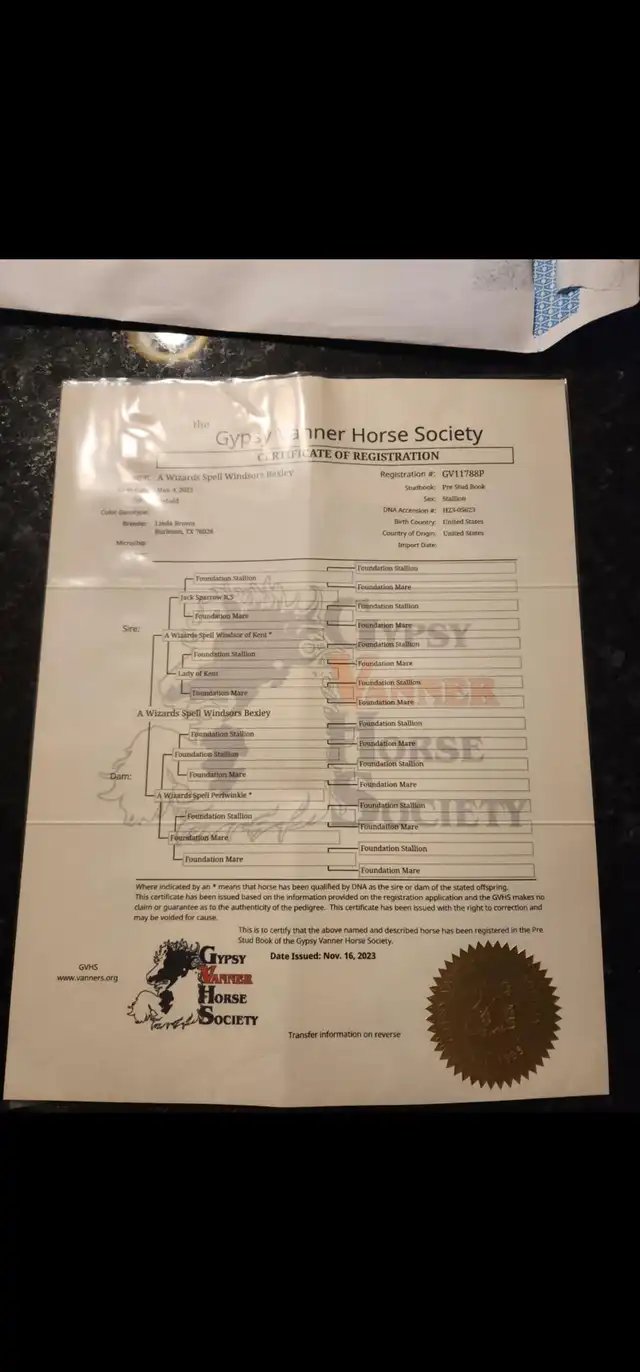 the
Gypsy Vanner Horse Society
CERTIFICATE OF REGISTRATION
A Wizards Spell Windsors Bexley
Registration #: GV11788P
Studbook: Pre Stud Book
Sex: Stallion
Color Genotype:
DNA Accession #: H23-05623
Breeder: Linda Brown
Birth Country: United States
Burleson, TX 76028
Country of Origin: United States
Microchip:
Import Date:
Foundation Stallion
Foundation Stallion
Foundation Mare
Jack Sparrow ICS
Foundation Stallion
Foundation Mare
Foundation Mare
Sire:
A Wizards Spell Windsor of Kent *
Foundation Stallion
Foundation Stallion
Foundation Mare
Lady of Kent
Foundation Stallion
Foundation Mare
Foundation Mare
A Wizards Spell Windsors Bexley
Foundation Stallion
Foundation Stallion
Foundation Mare
Foundation Stallion
Foundation Stallion
Foundation Mare
Foundation Mare
Dam:
A Wizards Spell Periwinkle *
Foundation Stallion
Foundation Stallion
Foundation Mare
Foundation Mare
Foundation Stallion
Foundation Mare
Foundation Mare
GYPSY
VANNER
HORSE
SOCIETY
Where indicated by an * means that horse has been qualified by DNA as the sire or dam of the stated offspring.
This certificate has been issued based on the information provided on the registration application and the GVHS makes no
claim or guarantee as to the authenticity of the pedigree. This certificate has been issued with the right to correction and
may be voided for cause.
This is to certify that the above named and described horse has been registered in the Pre
Stud Book of the Gypsy Vanner Horse Society.
Date Issued: Nov. 16, 2023
GVHS
www.vanners.org
GYPSY
VANNER
HORSE
SOCIETY
Transfer information on reverse